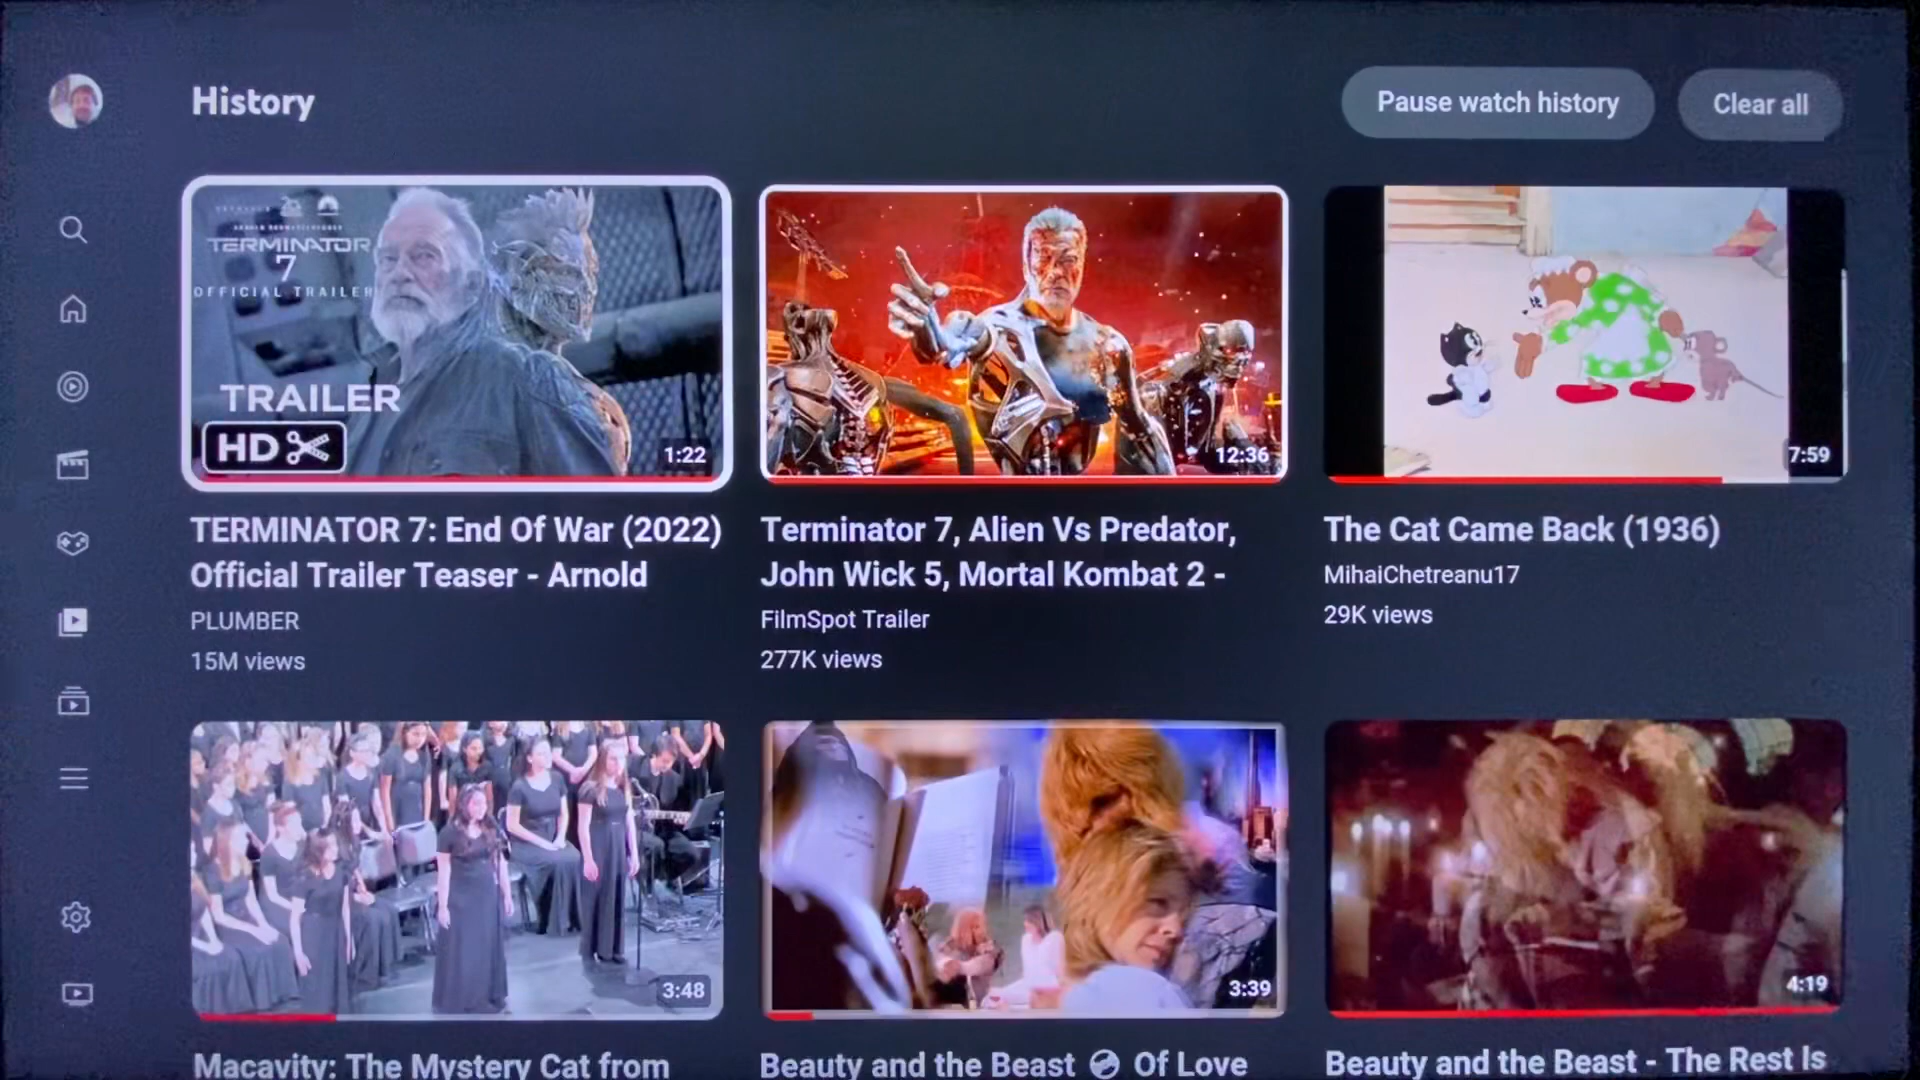 History
Pause watch history
Clear all
TERMINATOR
7
OFFICIAL TRAILER
TRAILER
HD
1:22
12:36
7:59
TERMINATOR 7: End Of War (2022)
Official Trailer Teaser - Arnold
PLUMBER
15M views
Terminator 7, Alien Vs Predator,
John Wick 5, Mortal Kombat 2 -
FilmSpot Trailer
277K views
The Cat Came Back (1936)
MihaiChetreanu17
29K views
3:48
3:39
4:19
Macavity: The Mystery Cat from
Beauty and the Beast Of Love
Beauty and the Beast - The Rest Is